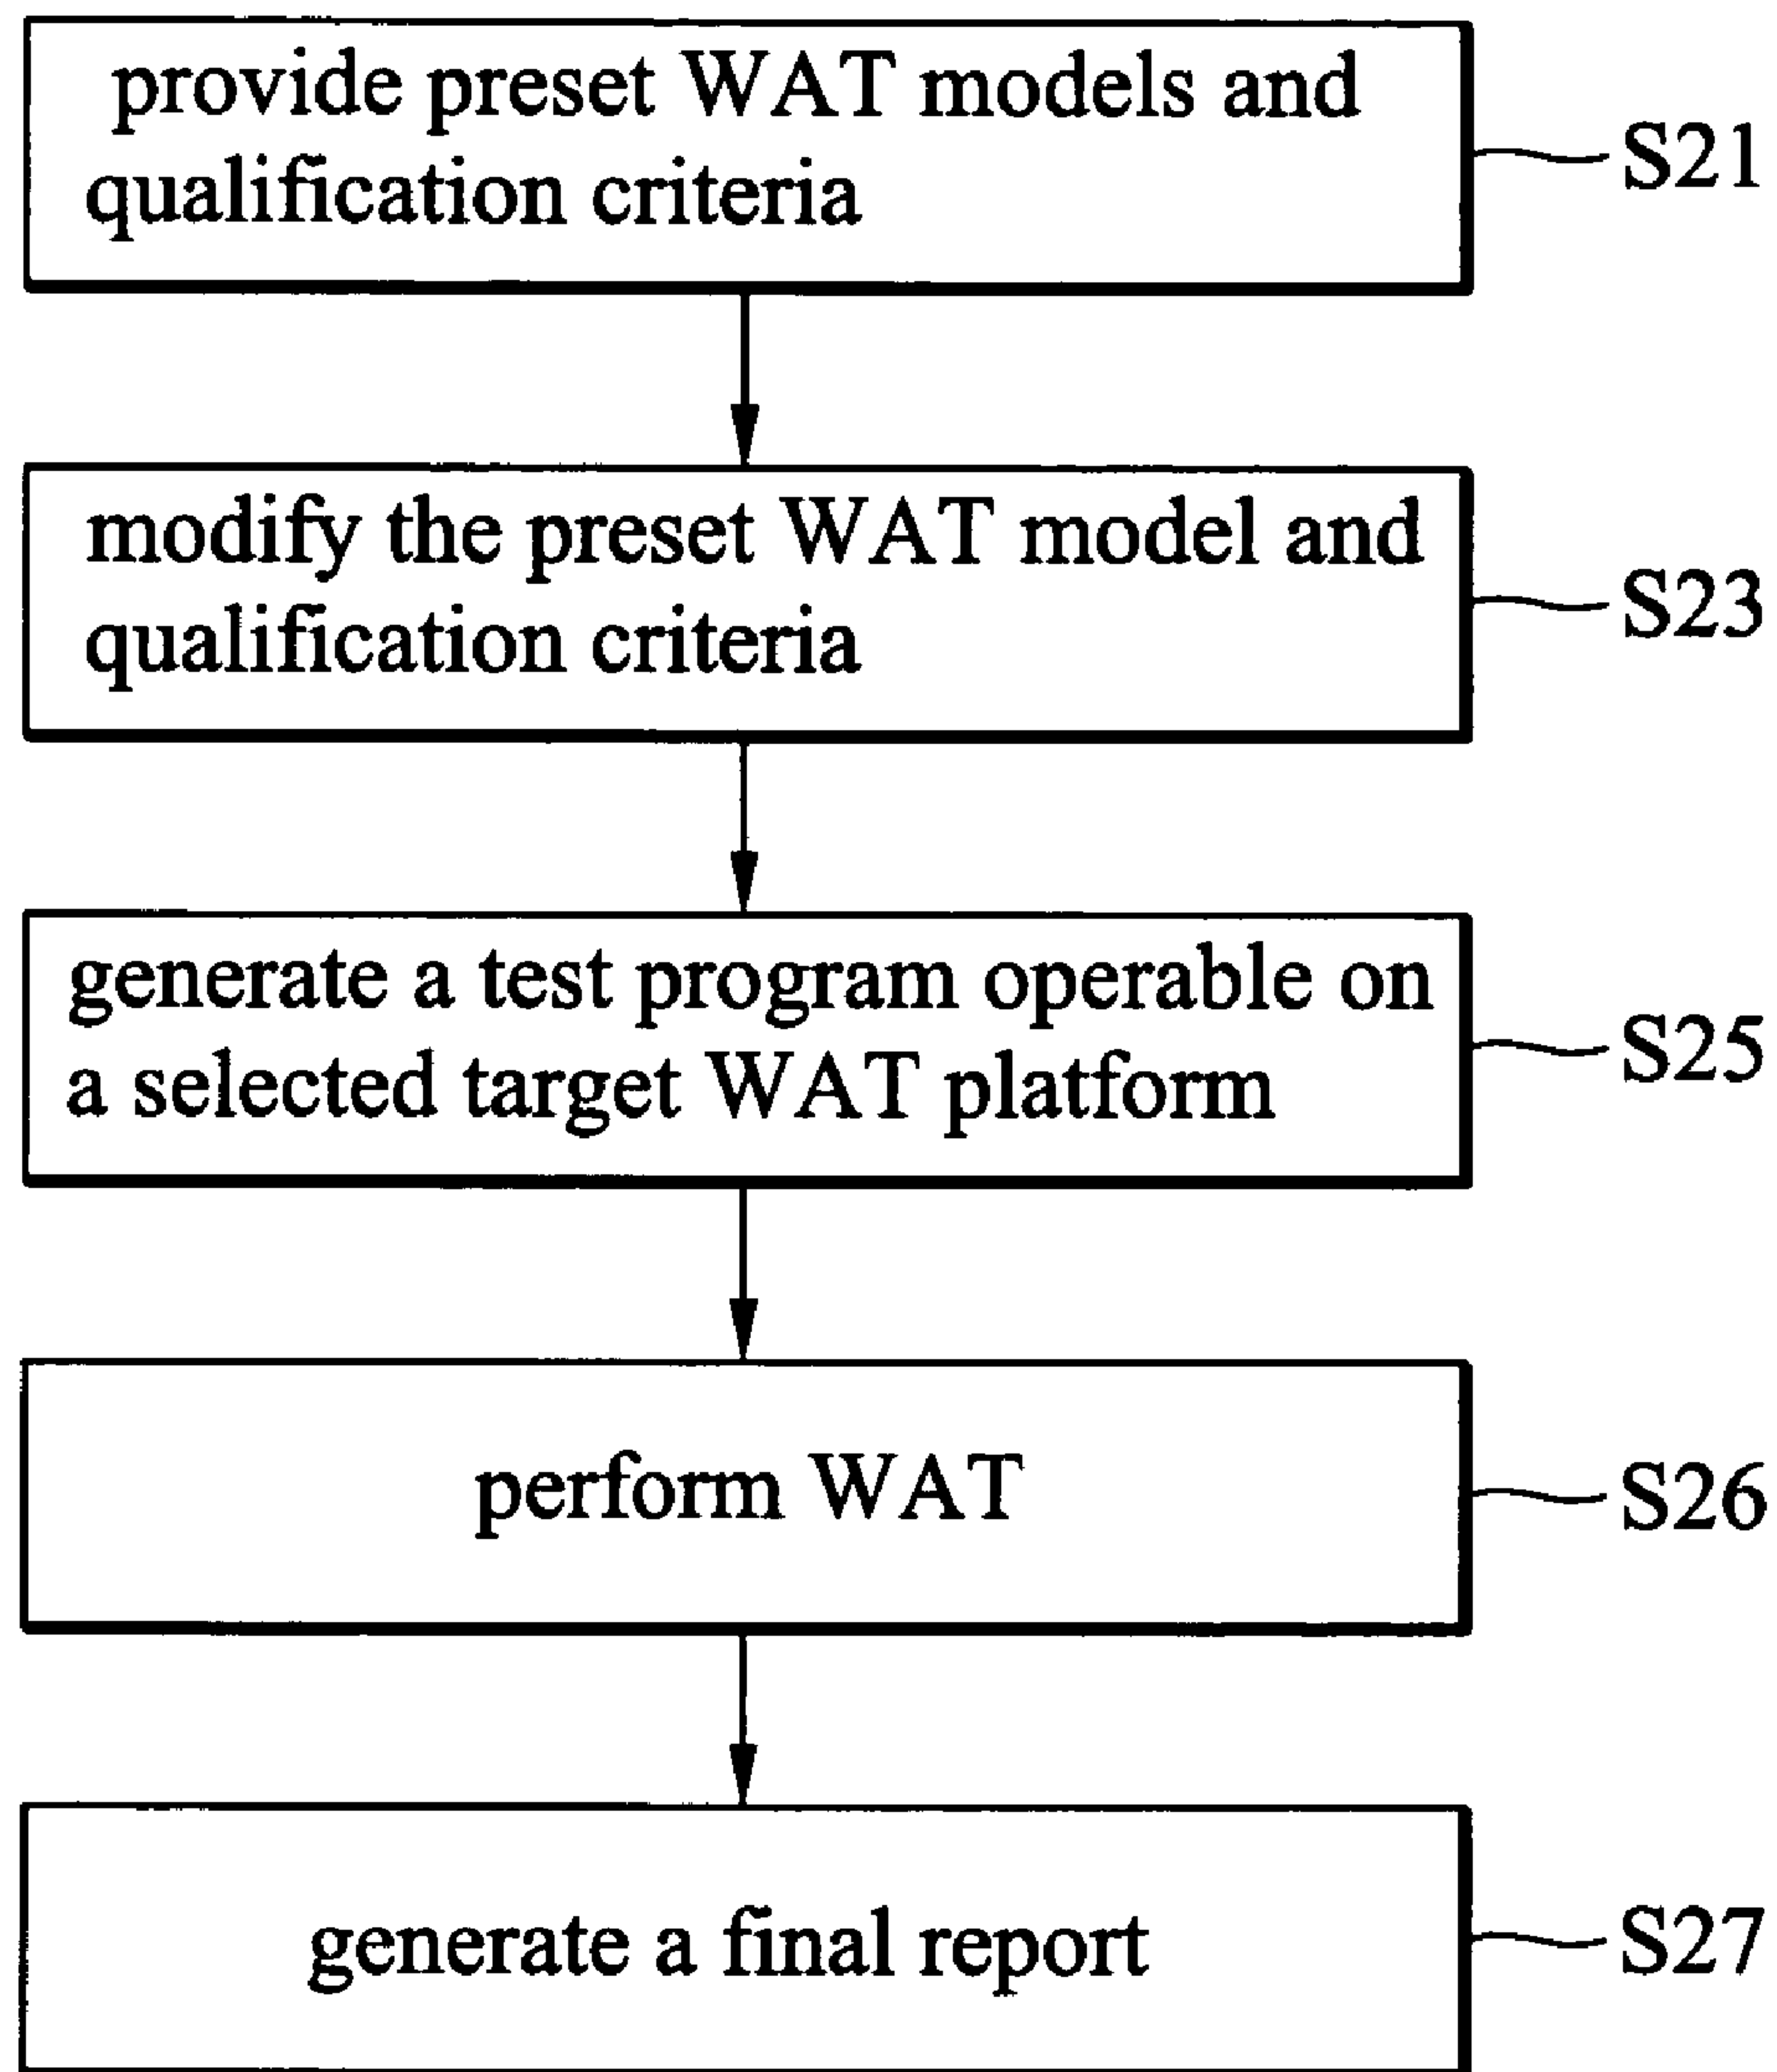 provide preset WAT models and
qualification criteria
S21
modify the preset WAT model and
qualification criteria
S23
generate a test program operable on
a selected target WAT platform
S25
perform WAT
S26
generate a final report
S27